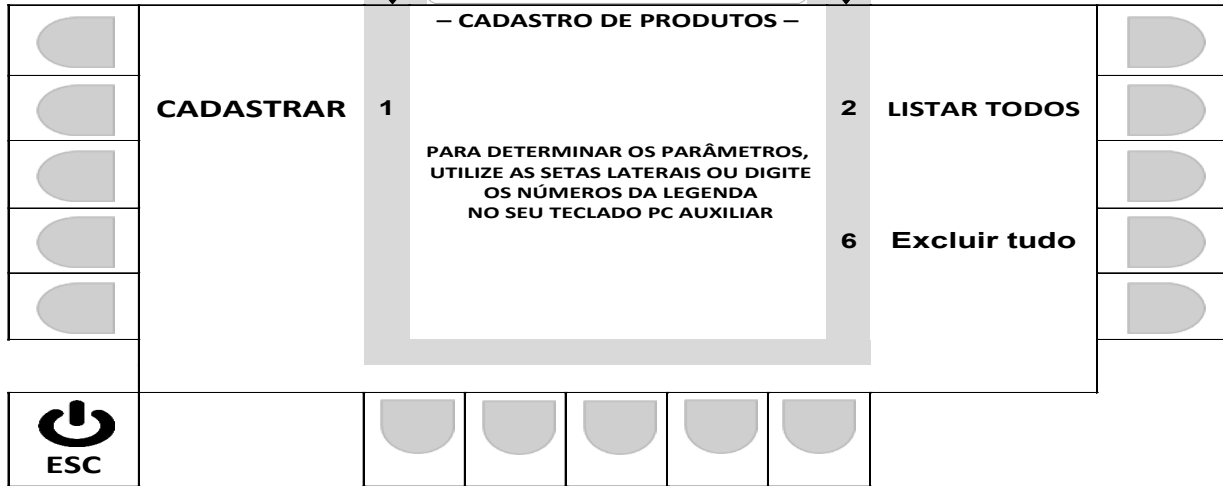 – CADASTRO DE PRODUTOS –
CADASTRAR 1
2 LISTAR TODOS
PARA DETERMINAR OS PARÂMETROS,
UTILIZE AS SETAS LATERAIS OU DIGITE
OS NÚMEROS DA LEGENDA
NO SEU TECLADO PC AUXILIAR
6 Excluir tudo
ESC